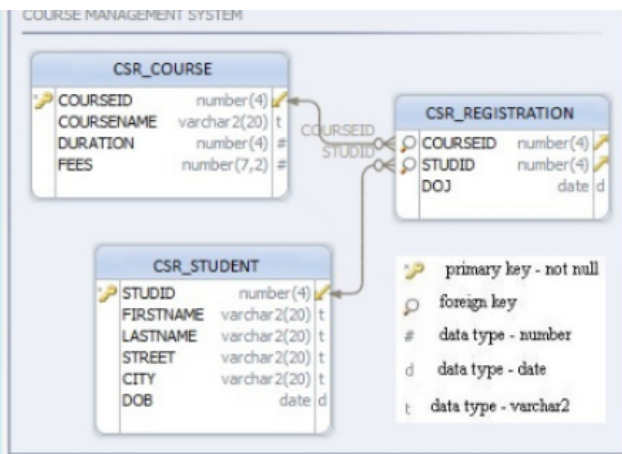 COURSE MANAGEMENT SYSTEM
CSR_COURSE
COURSEID number(4)
COURSENAME varchar2(20) t
DURATION number(4) #
FEES number(7,2) #
COURSEID
STUDID
CSR_REGISTRATION
COURSEID number(4)
STUDID number(4)
DOJ date d
CSR_STUDENT
STUDID number(4)
FIRSTNAME varchar2(20) t
LASTNAME varchar2(20) t
STREET varchar2(20) t
CITY varchar2(20) t
DOB date d
primary key - not null
foreign key
# data type - number
d data type - date
t data type - varchar2